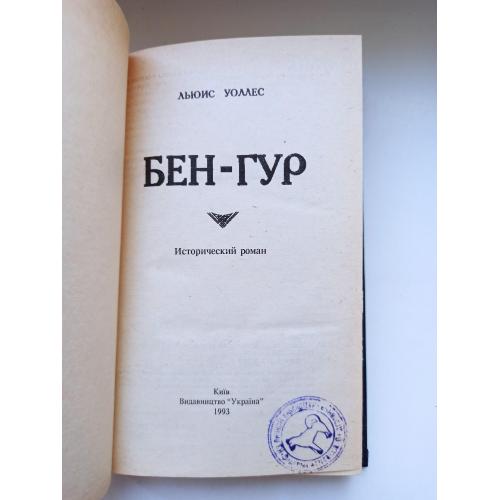 ЛЬЮИС УОЛЛЕС
БЕН-ГУР
Исторический роман
Київ
Видавництво "Україна"
1993